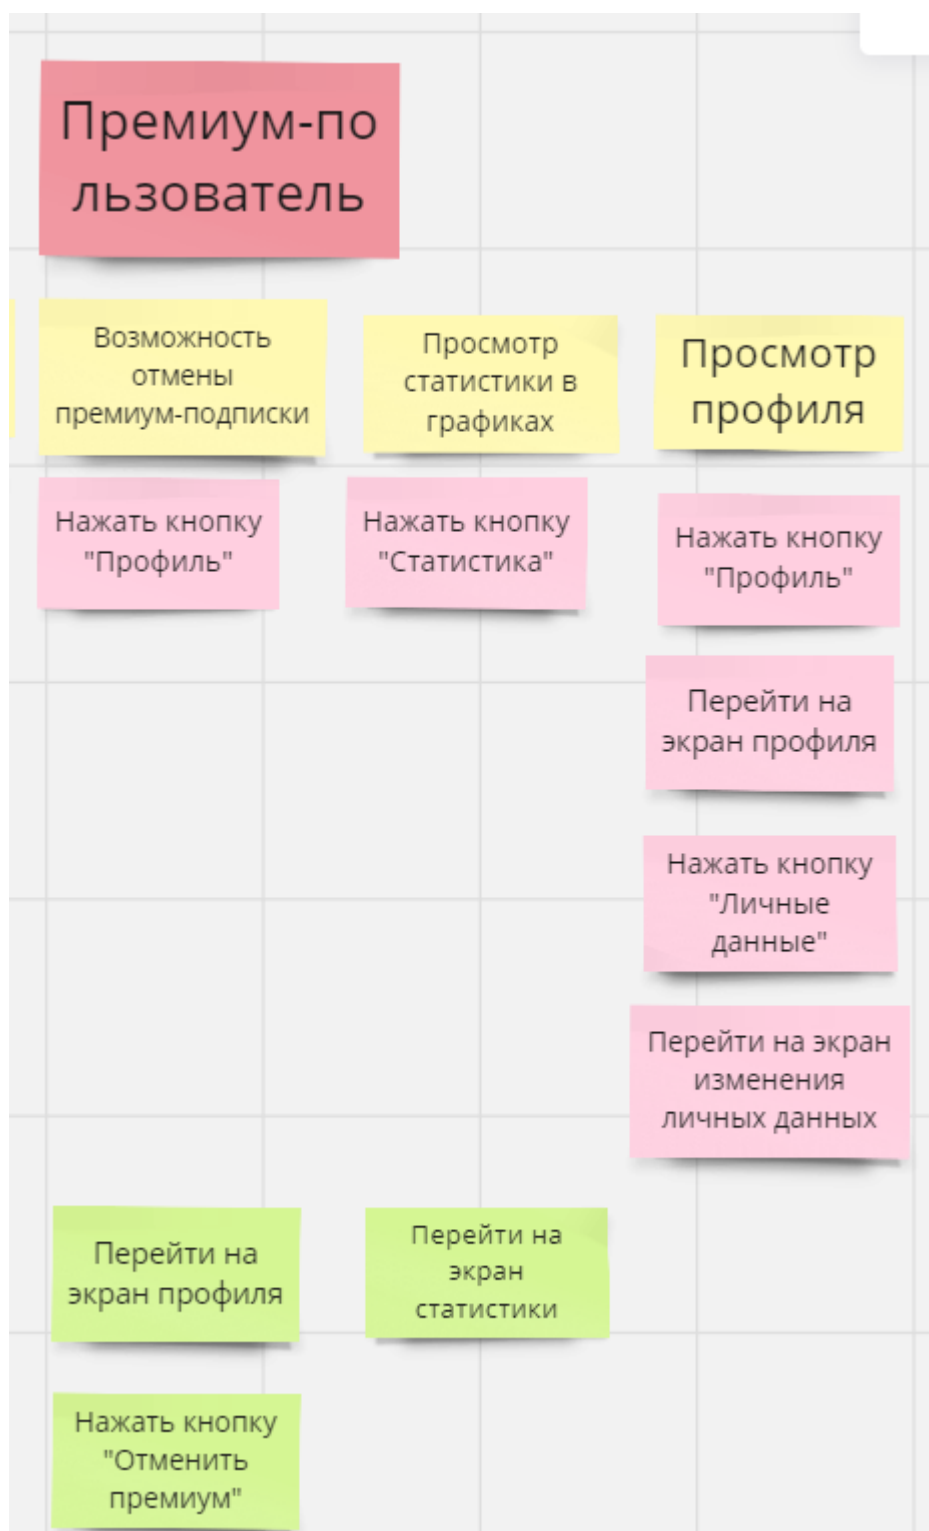 Премиум-по
льзователь
Возможность
отмены
премиум-подписки
Просмотр
статистики в
графиках
Просмотр
профиля
Нажать кнопку
"Профиль"
Нажать кнопку
"Статистика"
Нажать кнопку
"Профиль"
Перейти на
экран профиля
Нажать кнопку
"Личные
данные"
Перейти на экран
изменения
личных данных
Перейти на
экран профиля
Перейти на
экран
статистики
Нажать кнопку
"Отменить
премиум"